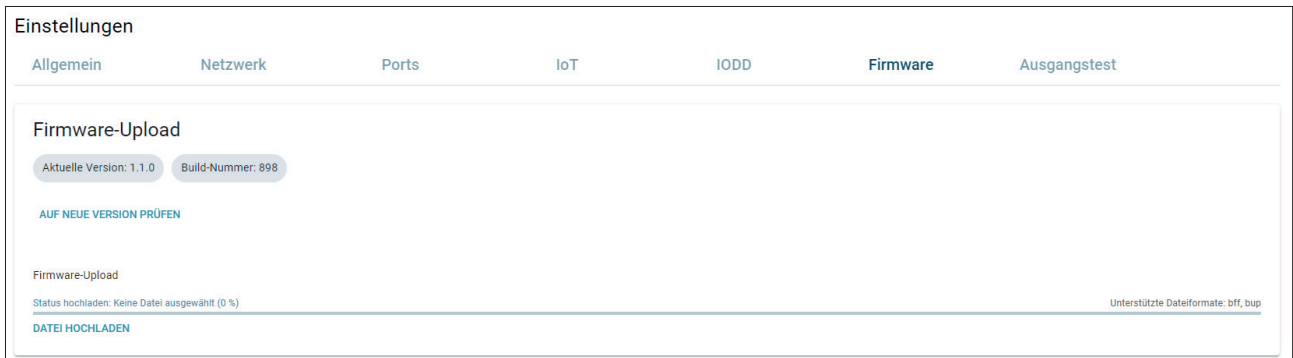 Einstellungen
Allgemein Netzwerk Ports IoT IODD Firmware Ausgangstest
Firmware-Upload
Aktuelle Version: 1.1.0 Build-Nummer: 898
AUF NEUE VERSION PRÜFEN
Firmware-Upload
Status hochladen: Keine Datei ausgewählt (0 %) Unterstützte Dateiformate: bff, bup
DATEI HOCHLADEN